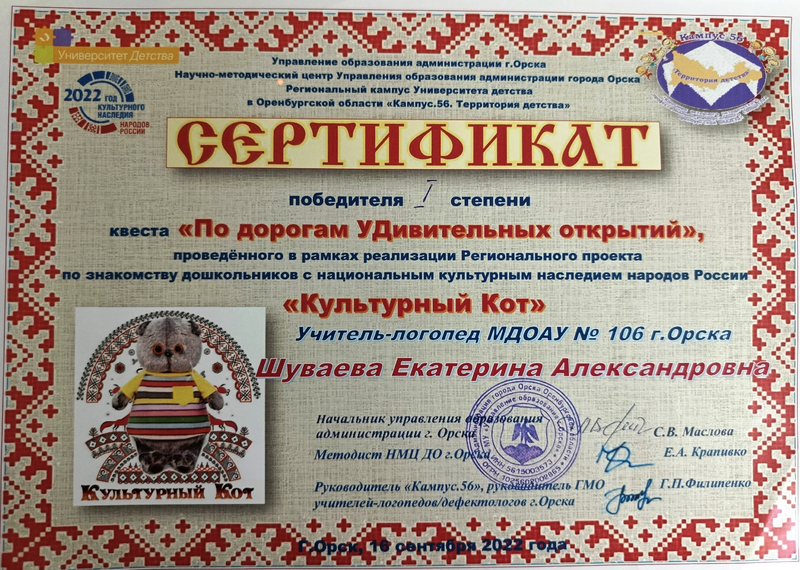 Университет Детства
Кампус 56
Территория детства
2022 ГОД
КУЛЬТУРНОГО
НАСЛЕДИЯ
НАРОДОВ
РОССИИ
Управление образования администрации г.Орска
Научно-методический центр Управления образования администрации города Орска
Региональный кампус Университета детства
в Оренбургской области «Кампус.56. Территория детства»
СЕРТИФИКАТ
победителя I степени
квеста «По дорогам УДивительных открытий»,
проведённого в рамках реализации Регионального проекта
по знакомству дошкольников с национальным культурным наследием народов России
«Культурный Кот»
Учитель-логопед МДОАУ № 106 г.Орска
Шуваева Екатерина Александровна
Начальник управления образования
администрации г. Орска С.В. Маслова
Методист НМЦ ДО г.Орска Е.А. Крапивко
Руководитель «Кампус.56», руководитель ГМО Г.П.Филипенко
учителей-логопедов/дефектологов г.Орска
Культурный Кот
Г.Орск, 16 сентября 2022 года